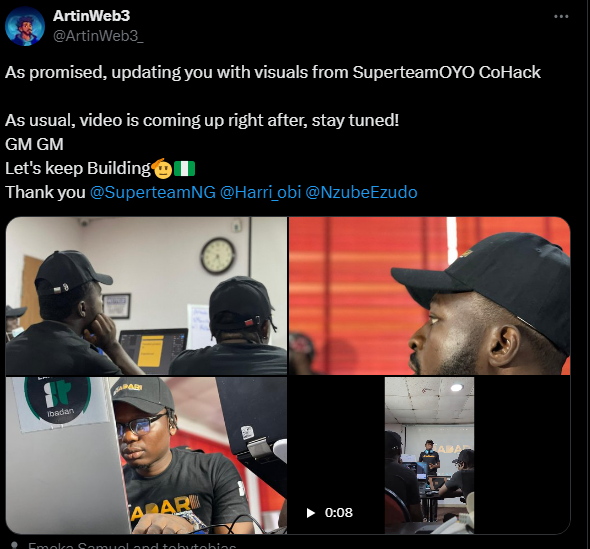 ArtinWeb3
@ArtinWeb3_
As promised, updating you with visuals from SuperteamOYO CoHack
As usual, video is coming up right after, stay tuned!
GM GM
Let's keep Building🫡🇳🇬
Thank you @SuperteamNG @Harri_obi @NzubeEzudo
ibadan
0:08
Emeka Samuel and tobytobias